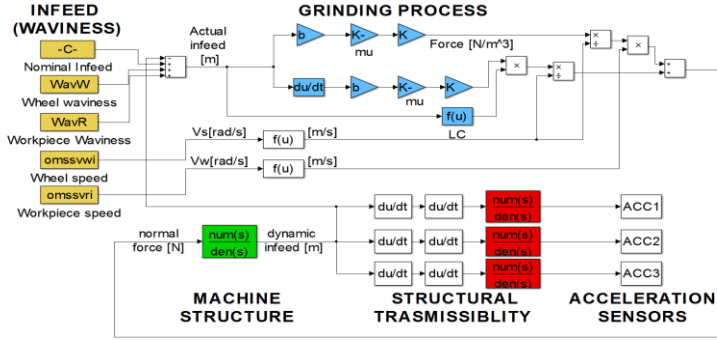 INFEED
(WAVINESS)
GRINDING PROCESS
-C-
Nominal Infeed
WavW
Wheel waviness
WavR
Workpiece Waviness
omssvwi
Wheel speed
omssvri
Workpiece speed
Actual
infeed
[m]
b
K-
mu
K
Force [N/m^3]
×
÷
×
du/dt
b
K-
mu
K
×
×
÷
f(u)
LC
Vs[rad/s]
f(u)
[m/s]
Vw[rad/s]
f(u)
[m/s]
normal
force [N]
num(s)
den(s)
dynamic
infeed [m]
du/dt
du/dt
num(s)
den(s)
ACC1
du/dt
du/dt
num(s)
den(s)
ACC2
du/dt
du/dt
num(s)
den(s)
ACC3
MACHINE
STRUCTURE
STRUCTURAL
TRASMISSIBLITY
ACCELERATION
SENSORS